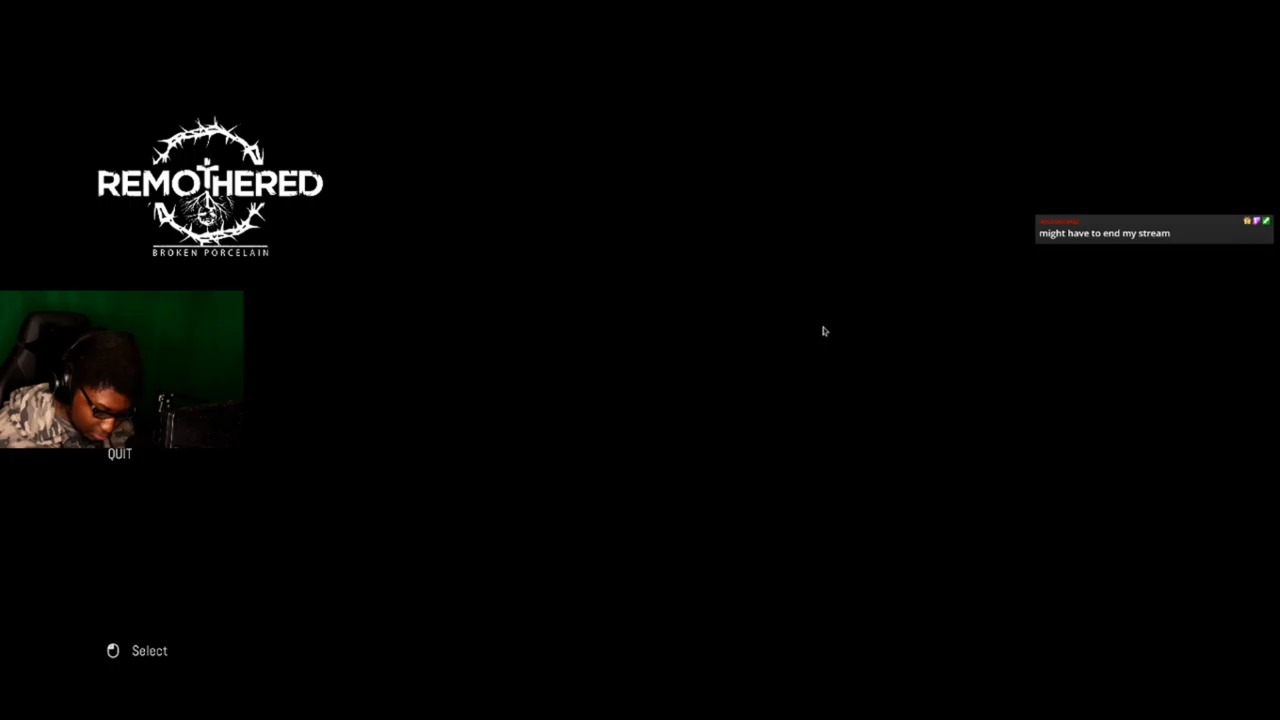 REMOTHERED
BROKEN PORCELAIN
might have to end my stream
QUIT
Select